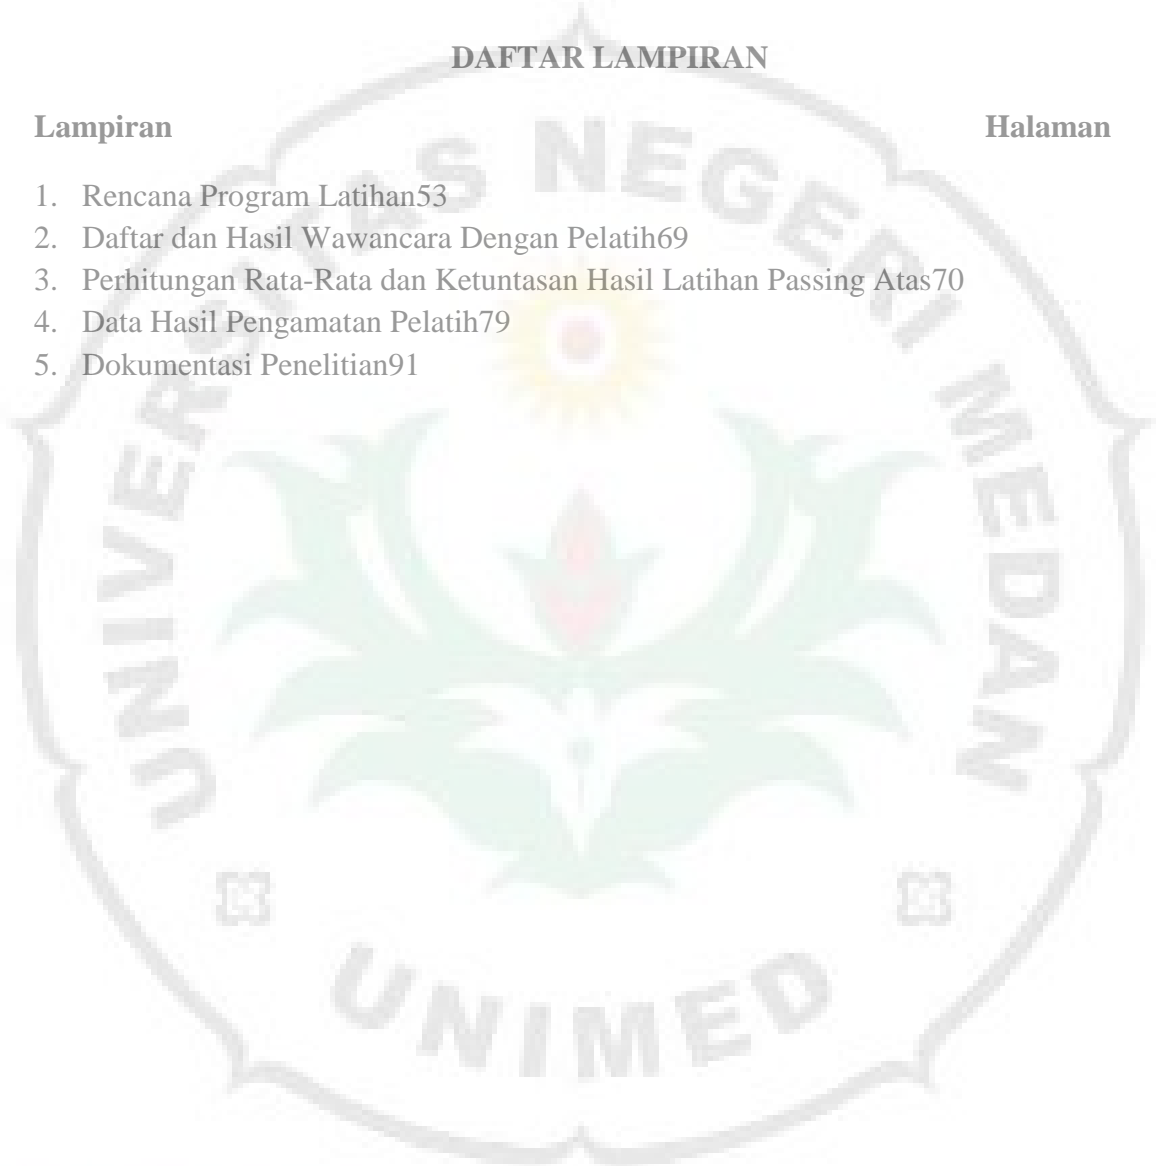 DAFTAR LAMPIRAN
Lampiran Halaman
1. Rencana Program Latihan53
2. Daftar dan Hasil Wawancara Dengan Pelatih69
3. Perhitungan Rata-Rata dan Ketuntasan Hasil Latihan Passing Atas70
4. Data Hasil Pengamatan Pelatih79
5. Dokumentasi Penelitian91
UNIVERSITAS NEGERI MEDAN
UNIMED